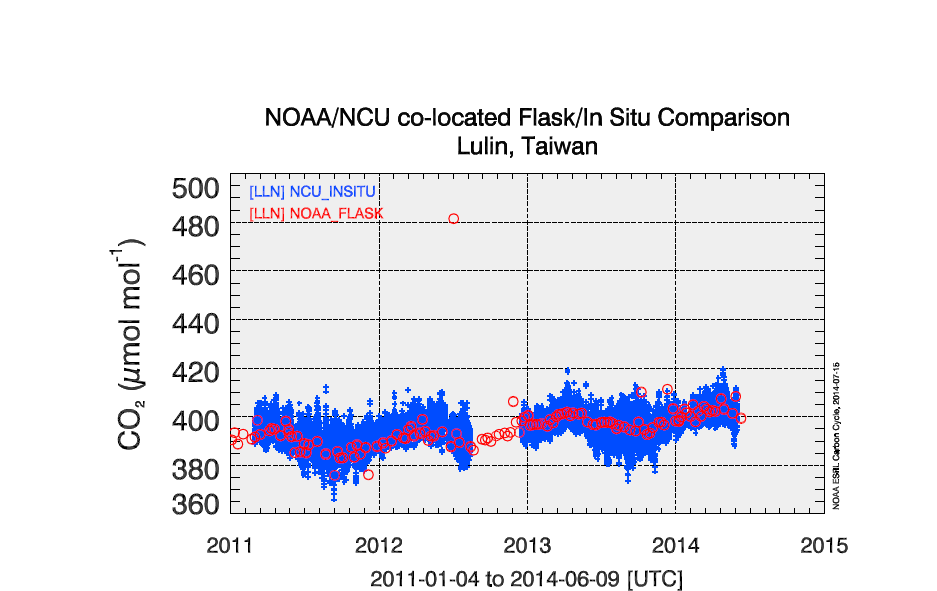 NOAA/NCU co-located Flask/In Situ Comparison
Lulin, Taiwan
[LLN] NCU_INSITU
[LLN] NOAA_FLASK
CO2 (μmol mol-1)
500
480
460
440
420
400
380
360
2011 2012 2013 2014 2015
2011-01-04 to 2014-06-09 [UTC]
NOAA ESRL Carbon Cycle, 2014-07-15